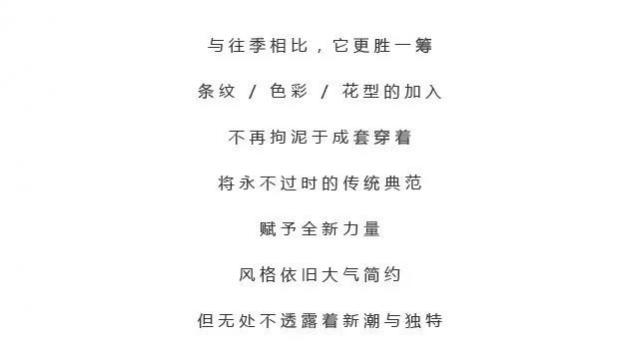 与往季相比，它更胜一筹
条纹 / 色彩 / 花型的加入
不再拘泥于成套穿着
将永不过时的传统典范
赋予全新力量
风格依旧大气简约
但无处不透露着新潮与独特